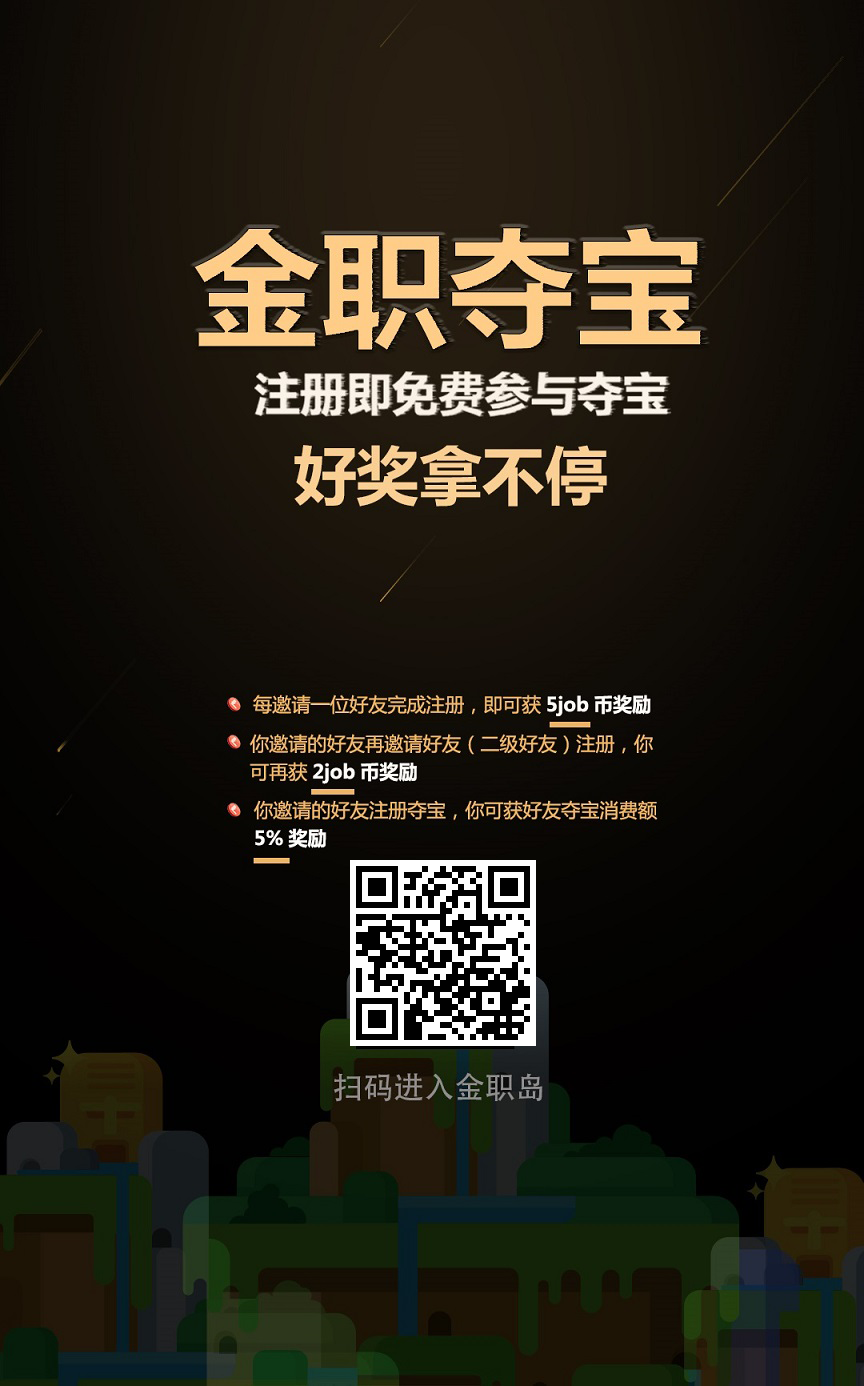 金职夺宝
注册即免费参与夺宝
好奖拿不停
每邀请一位好友完成注册，即可获 5job 币奖励
你邀请的好友再邀请好友（二级好友）注册，你
可再获 2job 币奖励
你邀请的好友注册夺宝，你可获好友夺宝消费额
5% 奖励
扫码进入金职岛